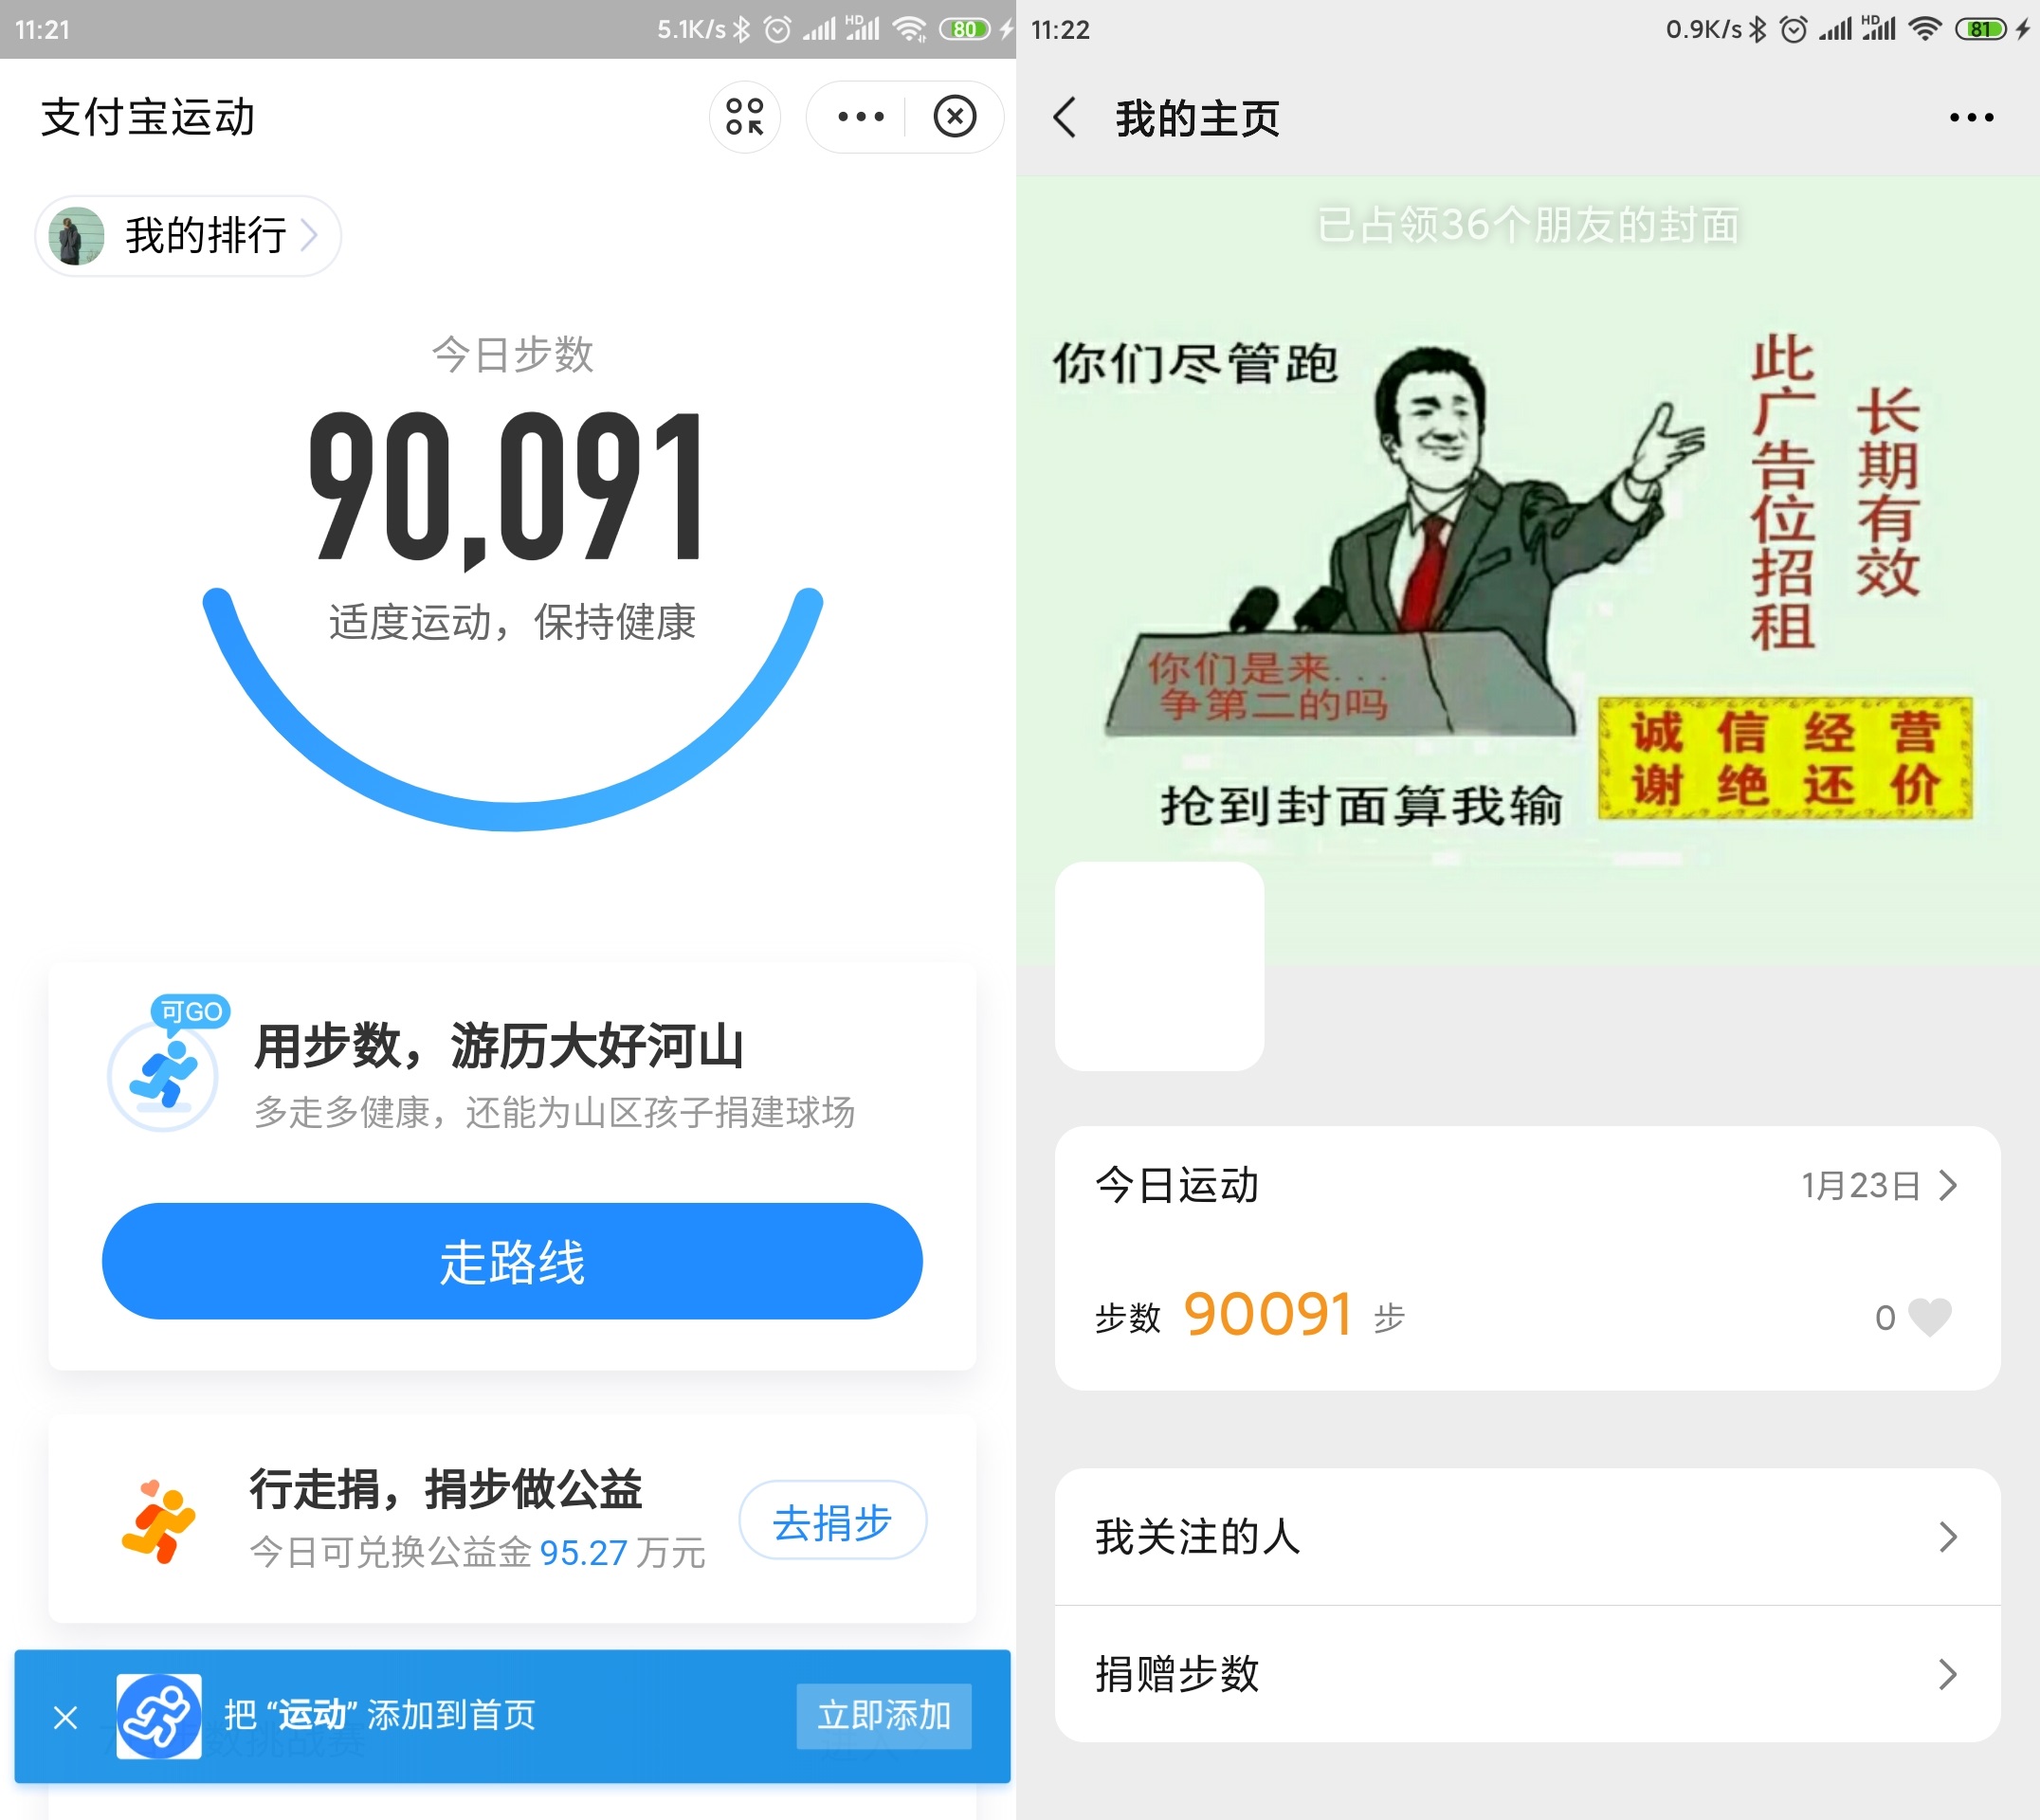 11:21
5.1K/s
HD
80
支付宝运动
我的排行
今日步数
90,091
适度运动，保持健康
可GO
用步数，游历大好河山
多走多健康，还能为山区孩子捐建球场
走路线
行走捐，捐步做公益
今日可兑换公益金 95.27 万元
去捐步
把 “运动” 添加到首页
立即添加
11:22
0.9K/s
HD
81
我的主页
已占领36个朋友的封面
你们尽管跑
此广告位招租
长期有效
你们是来...
争第二的吗
诚信经营
谢绝还价
抢到封面算我输
今日运动
1月23日
步数 90091 步
0
我关注的人
捐赠步数